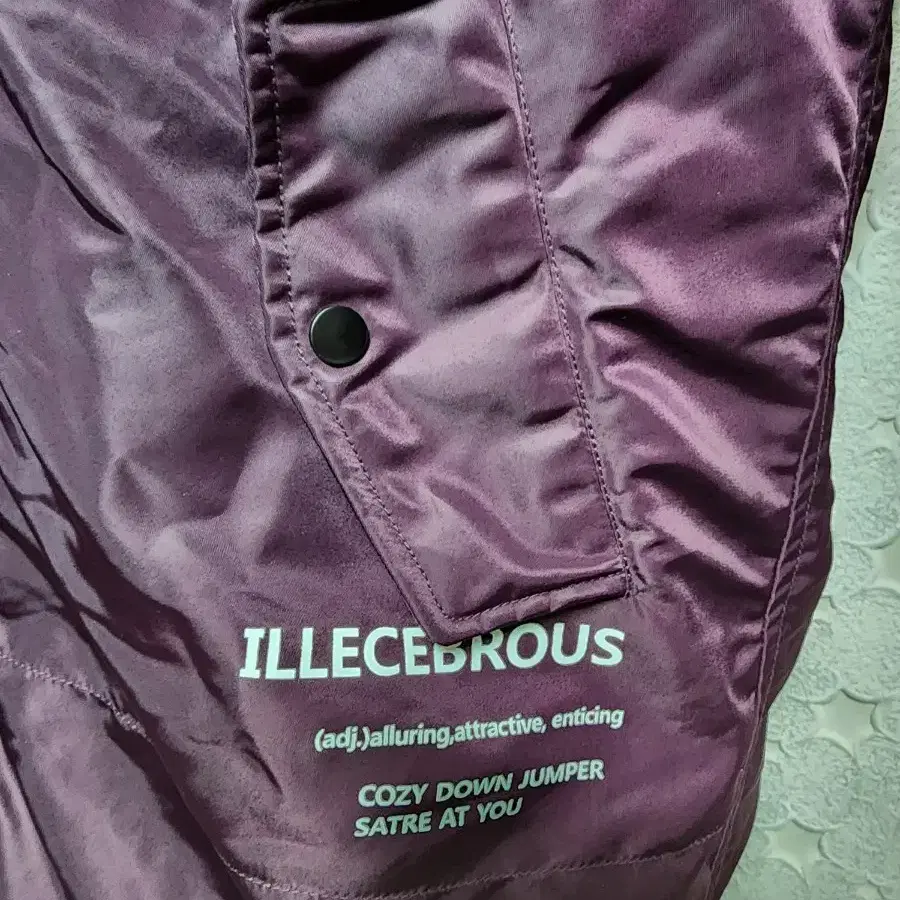 ILLECEBROUS
(adj.)alluring,attractive, enticing
COZY DOWN JUMPER
SATRE AT YOU